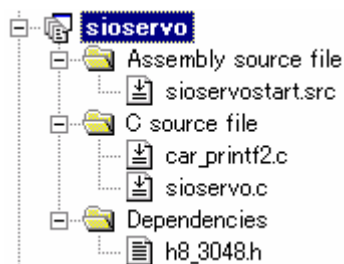 sioservo
Assembly source file
sioservostart.src
C source file
car_printf2.c
sioservo.c
Dependencies
h8_3048.h